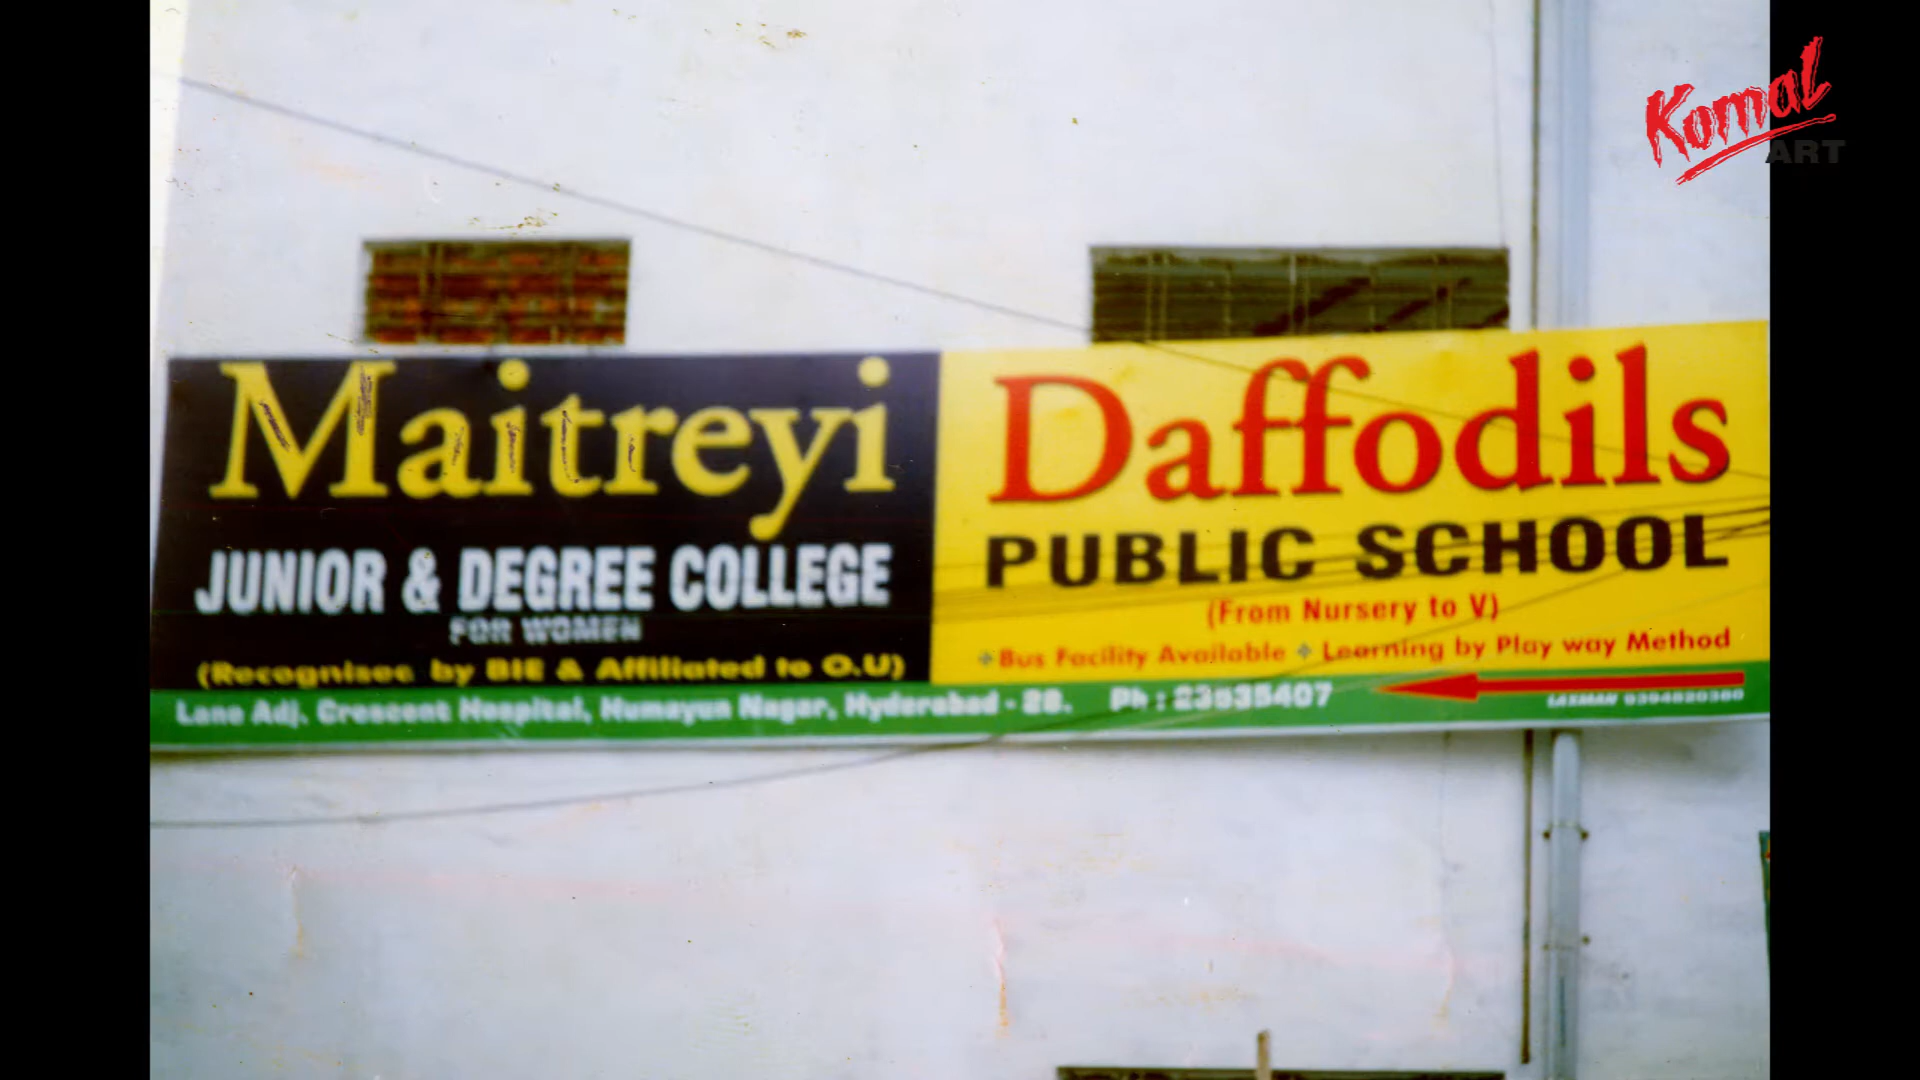 Komal
ART
Maitreyi
JUNIOR & DEGREE COLLEGE
FOR WOMEN
(Recognised by BIE & Affiliated to O.U)
Daffodils
PUBLIC SCHOOL
(From Nursery to V)
Bus Facility Available Learning by Play way Method
Lane Adj. Crescent Hospital, Humayun Nagar, Hyderabad - 28. Ph : 23535407
LAXMAN